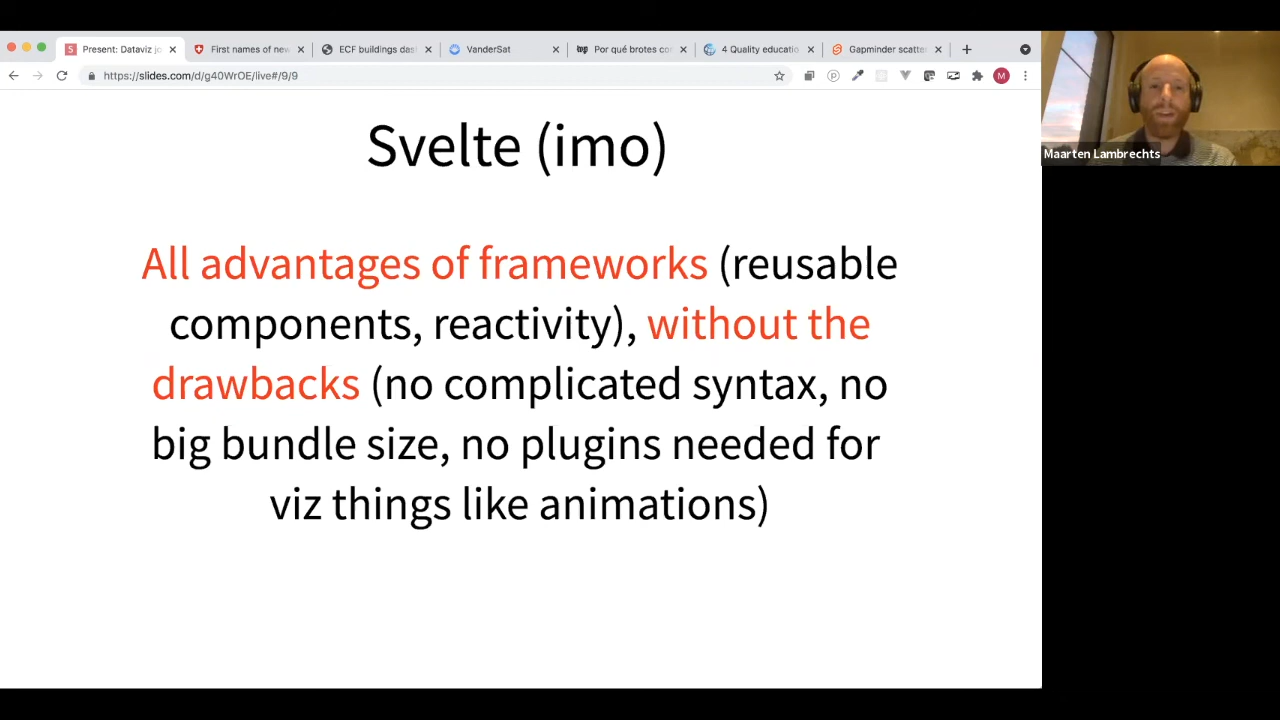 Present: Dataviz jo
First names of new
ECF buildings das
VanderSat
Por qué brotes con
4 Quality educatio
Gapminder scatte
https://slides.com/d/g40WrOE/live#/9/9
M
Maarten Lambrechts
Svelte (imo)
All advantages of frameworks (reusable
components, reactivity), without the
drawbacks (no complicated syntax, no
big bundle size, no plugins needed for
viz things like animations)